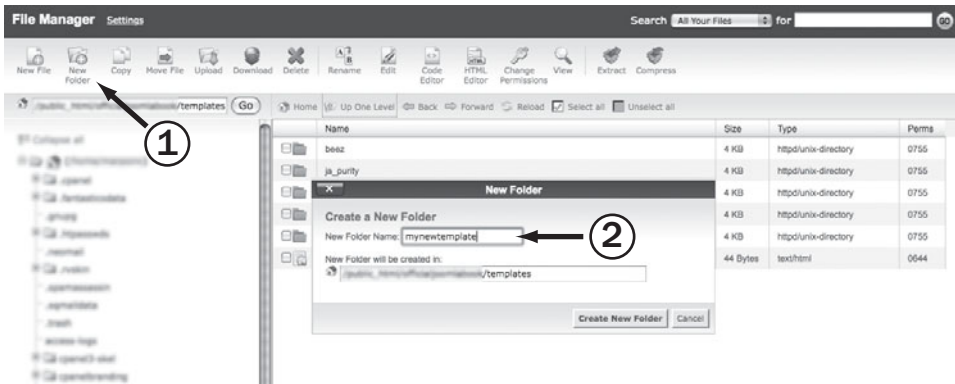 File Manager Settings Search All Your Files for GO
New File New Folder Copy Move File Upload Download Delete Rename Edit Code Editor HTML Editor Change Permissions View Extract Compress
/templates Go Home Up One Level Back Forward Reload Select all Unselect all
1
Collapse all
Name Size Type Perms
beez 4 KB httpd/unix-directory 0755
ja_purity 4 KB httpd/unix-directory 0755
4 KB httpd/unix-directory 0755
4 KB httpd/unix-directory 0755
4 KB httpd/unix-directory 0755
44 Bytes text/html 0644
X New Folder
Create a New Folder
New Folder Name: mynewtemplate
2
New Folder will be created in:
/templates
Create New Folder Cancel
.trash
access-logs